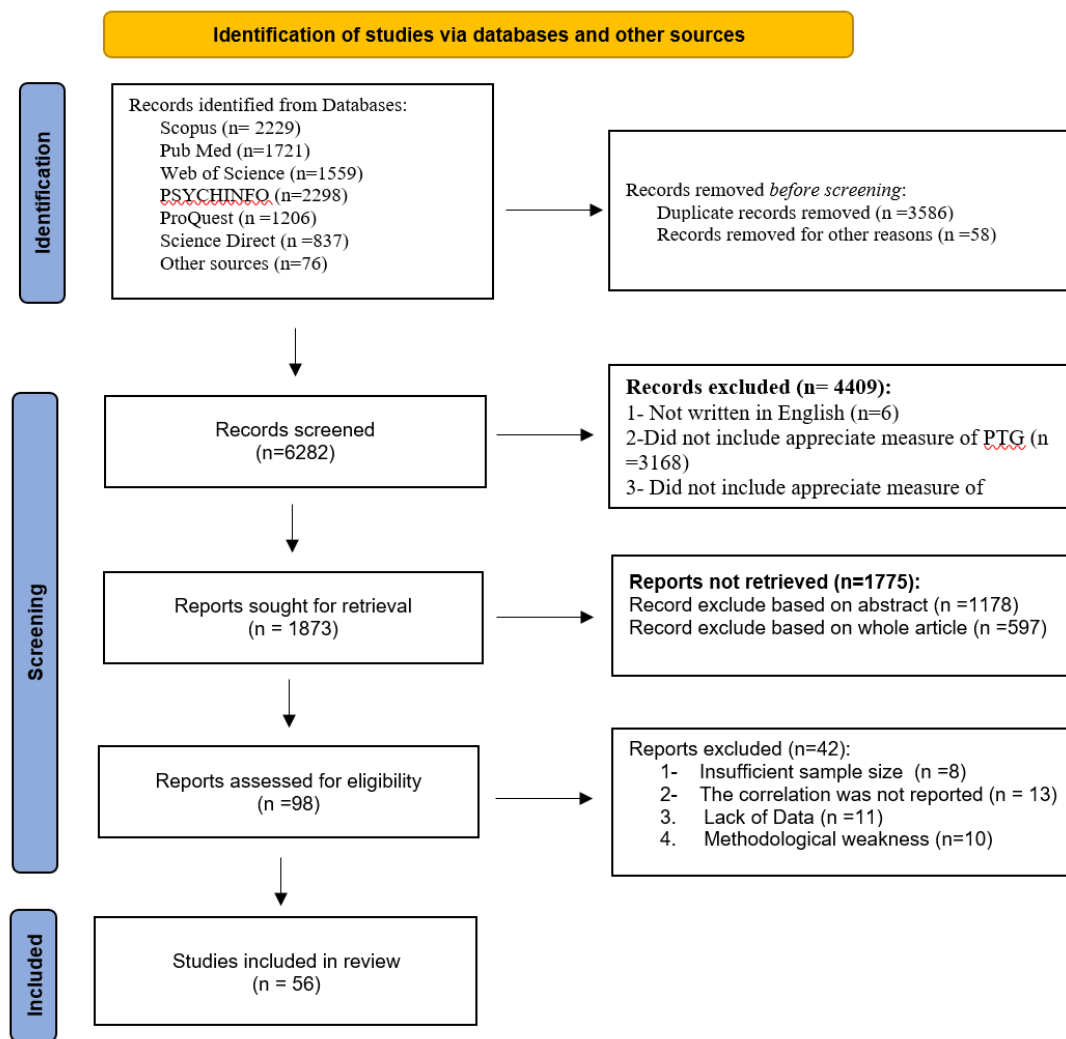 Identification of studies via databases and other sources
Identification
Records identified from Databases:
Scopus (n= 2229)
Pub Med (n=1721)
Web of Science (n=1559)
PSYCHINFO (n=2298)
ProQuest (n =1206)
Science Direct (n =837)
Other sources (n=76)
Records removed before screening:
Duplicate records removed (n =3586)
Records removed for other reasons (n =58)
Screening
Records screened
(n=6282)
Records excluded (n= 4409):
1- Not written in English (n=6)
2-Did not include appreciate measure of PTG (n
=3168)
3- Did not include appreciate measure of
Reports sought for retrieval
(n = 1873)
Reports not retrieved (n=1775):
Record exclude based on abstract (n =1178)
Record exclude based on whole article (n =597)
Reports assessed for eligibility
(n =98)
Reports excluded (n=42):
1- Insufficient sample size (n =8)
2- The correlation was not reported (n = 13)
3. Lack of Data (n =11)
4. Methodological weakness (n=10)
Included
Studies included in review
(n = 56)